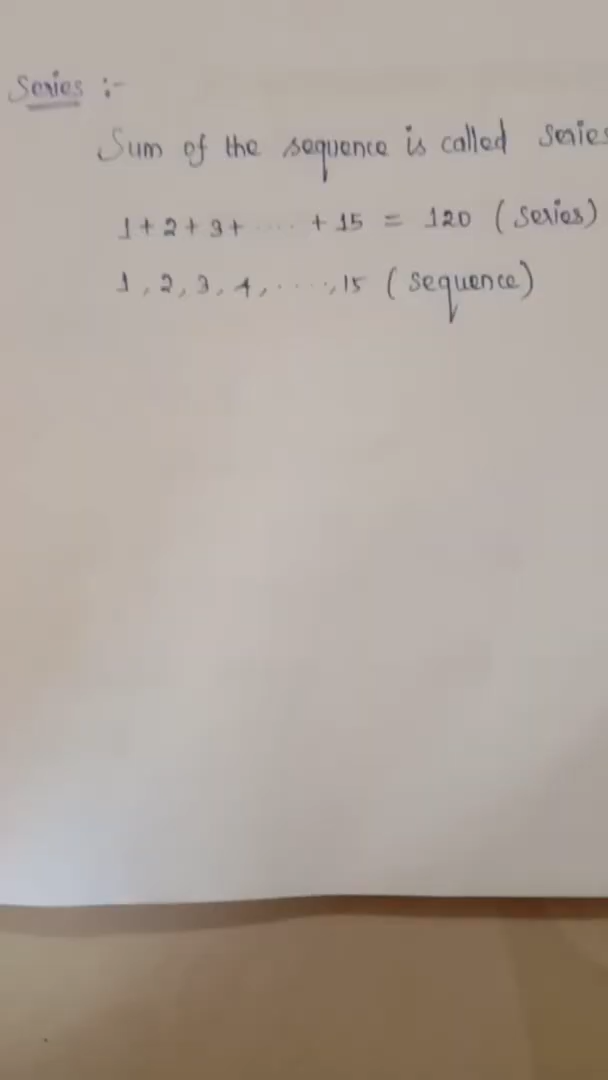 Series :-
Sum of the sequence is called series
1 + 2 + 3 + ..... + 15 = 120 (series)
1, 2, 3, 4, ....., 15 (sequence)